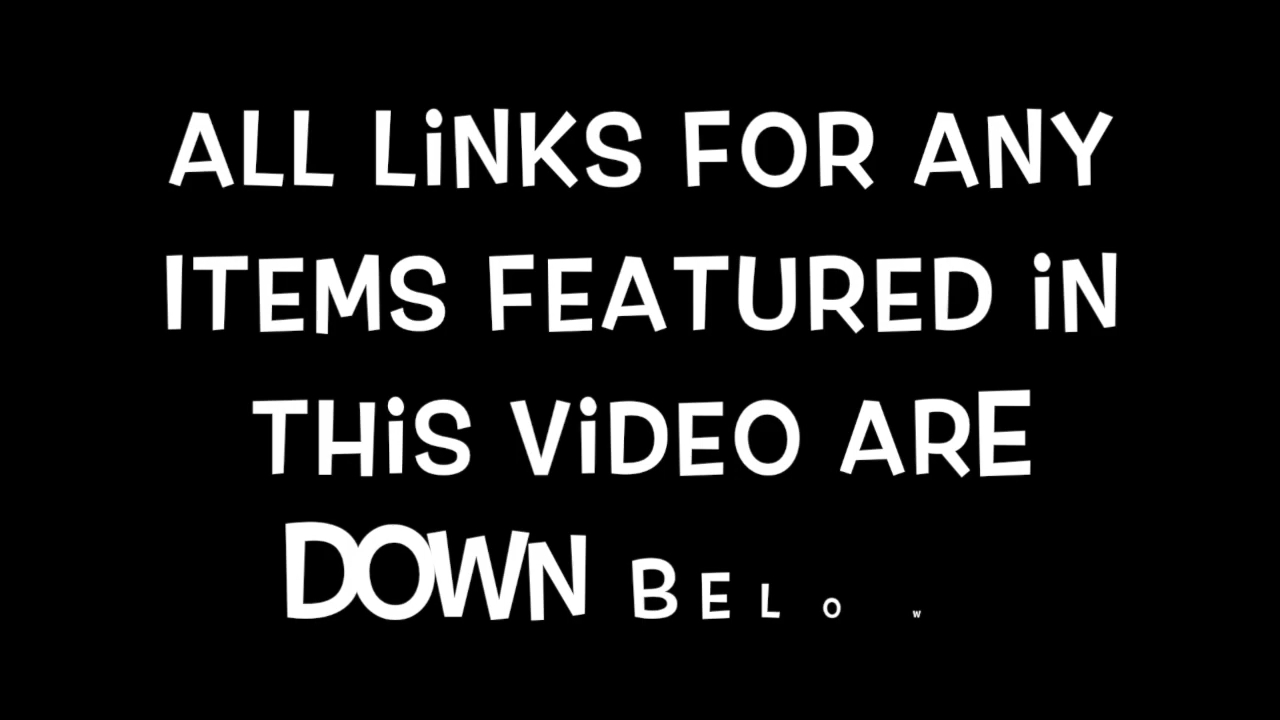 ALL LiNKS FOR ANY
ITEMS FEATURED iN
THiS ViDEO ARE
DOWN BELOW